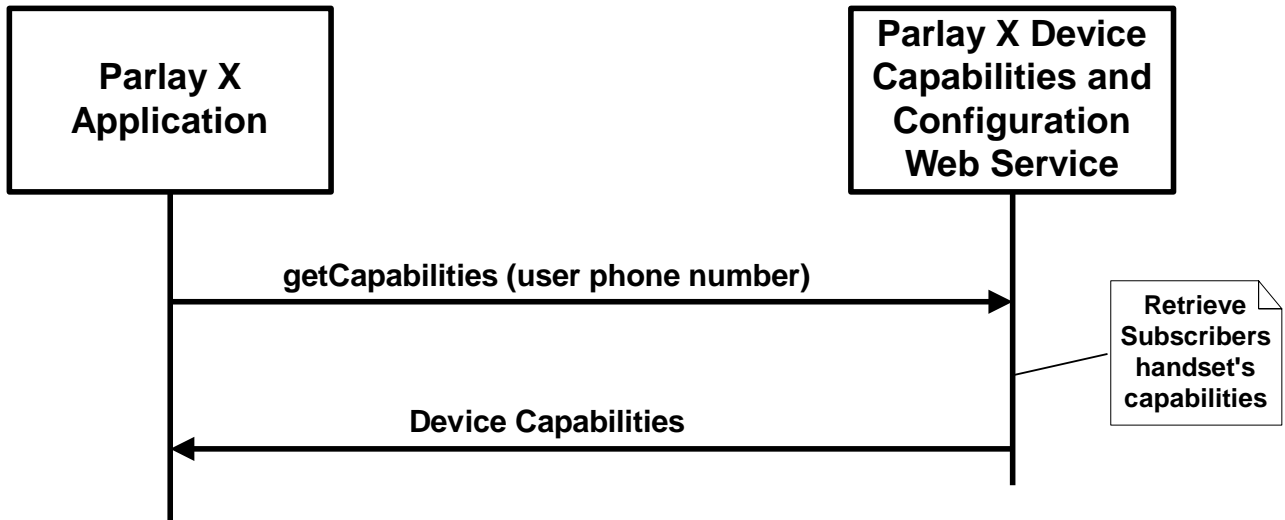 Parlay X
Application
Parlay X Device
Capabilities and
Configuration
Web Service
getCapabilities (user phone number)
Retrieve
Subscribers
handset's
capabilities
Device Capabilities